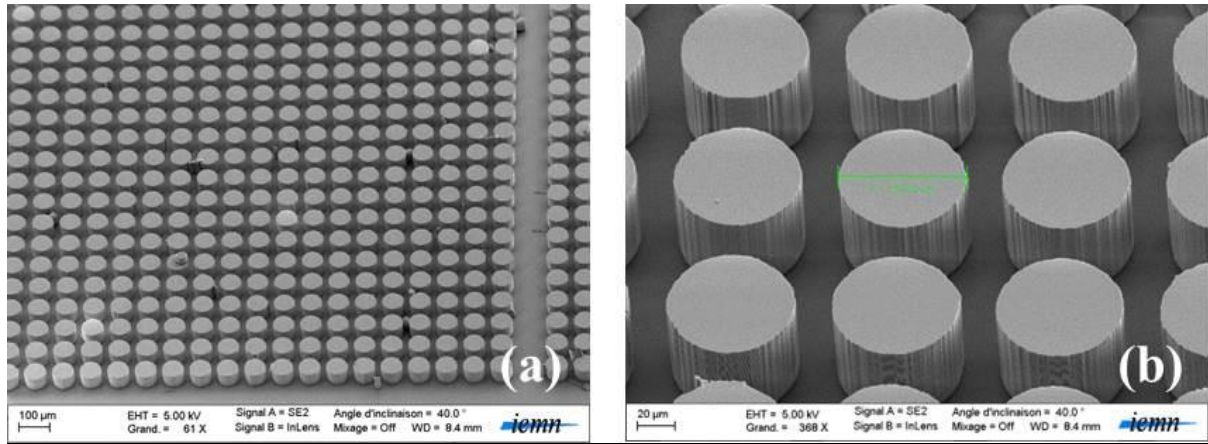 (a)
100 µm
EHT = 5.00 kV
Signal A = SE2
Angle d'inclinaison = 40.0 °
Grand. = 61 X
Signal B = InLens
Mixage = Off
WD = 8.4 mm
iemn
(b)
20 µm
EHT = 5.00 kV
Signal A = SE2
Angle d'inclinaison = 40.0 °
Grand. = 368 X
Signal B = InLens
Mixage = Off
WD = 8.4 mm
iemn